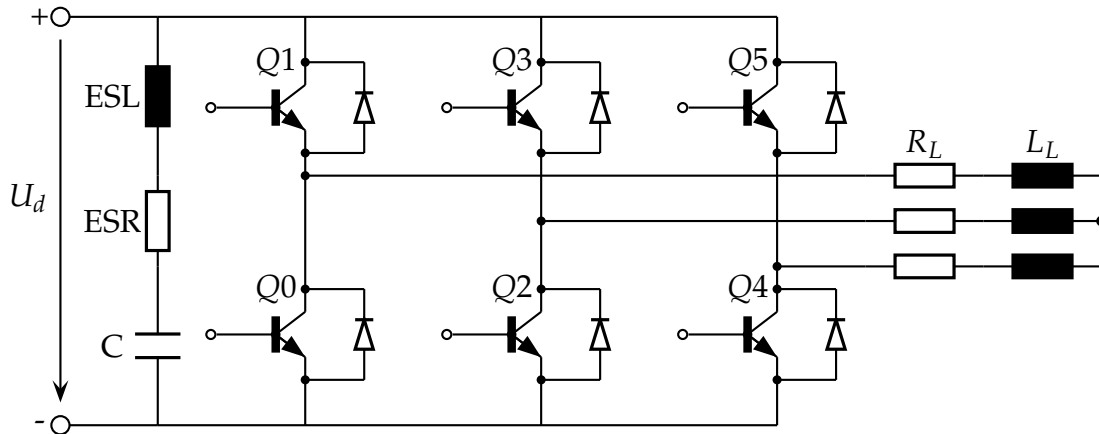 +
Q1 Q3 Q5
ESL
R_L L_L
U_d
ESR
Q0 Q2 Q4
C
-